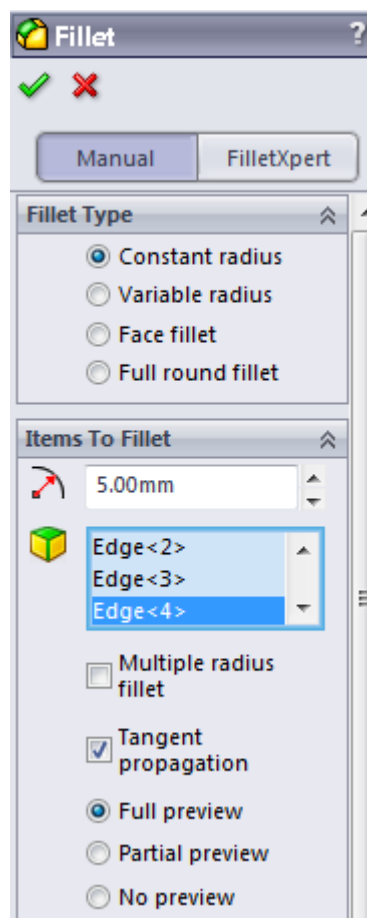 Fillet ?
Manual FilletXpert
Fillet Type
Constant radius
Variable radius
Face fillet
Full round fillet
Items To Fillet
5.00mm
Edge<2>
Edge<3>
Edge<4>
Multiple radius
fillet
Tangent
propagation
Full preview
Partial preview
No preview